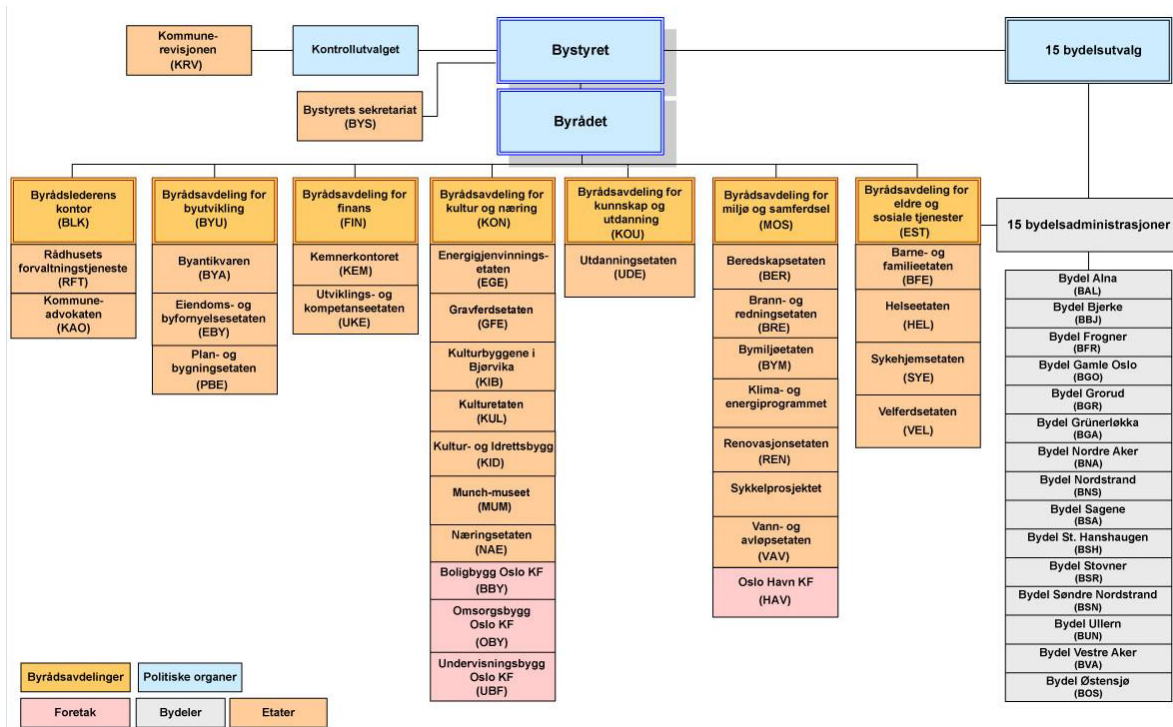 Kommune-
revisjonen
(KRV)
Kontrollutvalget
Bystyret
15 bydelsutvalg
Bystyrets sekretariat
(BYS)
Byrådet
Byrådslederens
kontor
(BLK)
Rådhusets
forvaltningstjeneste
(RFT)
Kommune-
advokaten
(KAO)
Byrådsavdeling for
byutvikling
(BYU)
Byantikvaren
(BYA)
Eiendoms- og
byfornyelsesetaten
(EBY)
Plan- og
bygningsetaten
(PBE)
Byrådsavdeling for
finans
(FIN)
Kemnerkontoret
(KEM)
Utviklings- og
kompetanseetaten
(UKE)
Byrådsavdeling for
kultur og næring
(KON)
Energigjenvinnings-
etaten
(EGE)
Gravferdsetaten
(GFE)
Kulturbyggene i
Bjørvika
(KIB)
Kulturetaten
(KUL)
Kultur- og Idrettsbygg
(KID)
Munch-museet
(MUM)
Næringsetaten
(NAE)
Boligbygg Oslo KF
(BBY)
Omsorgsbygg
Oslo KF
(OBY)
Undervisningsbygg
Oslo KF
(UBF)
Byrådsavdeling for
kunnskap og
utdanning
(KOU)
Utdanningsetaten
(UDE)
Byrådsavdeling for
miljø og samferdsel
(MOS)
Beredskapsetaten
(BER)
Brann- og
redningsetaten
(BRE)
Bymiljøetaten
(BYM)
Klima- og
energiprogrammet
Renovasjonsetaten
(REN)
Sykkelprosjektet
Vann- og
avløpsetaten
(VAV)
Oslo Havn KF
(HAV)
Byrådsavdeling for
eldre og
sosiale tjenester
(EST)
Barne- og
familieetaten
(BFE)
Helseetaten
(HEL)
Sykehjemsetaten
(SYE)
Velferdsetaten
(VEL)
15 bydelsadministrasjoner
Bydel Alna
(BAL)
Bydel Bjerke
(BBJ)
Bydel Frogner
(BFR)
Bydel Gamle Oslo
(BGO)
Bydel Grorud
(BGR)
Bydel Grünerløkka
(BGA)
Bydel Nordre Aker
(BNA)
Bydel Nordstrand
(BNS)
Bydel Sagene
(BSA)
Bydel St. Hanshaugen
(BSH)
Bydel Stovner
(BSR)
Bydel Søndre Nordstrand
(BSN)
Bydel Ullern
(BUN)
Bydel Vestre Aker
(BVA)
Bydel Østensjø
(BOS)
Byrådsavdelinger
Politiske organer
Foretak
Bydeler
Etater